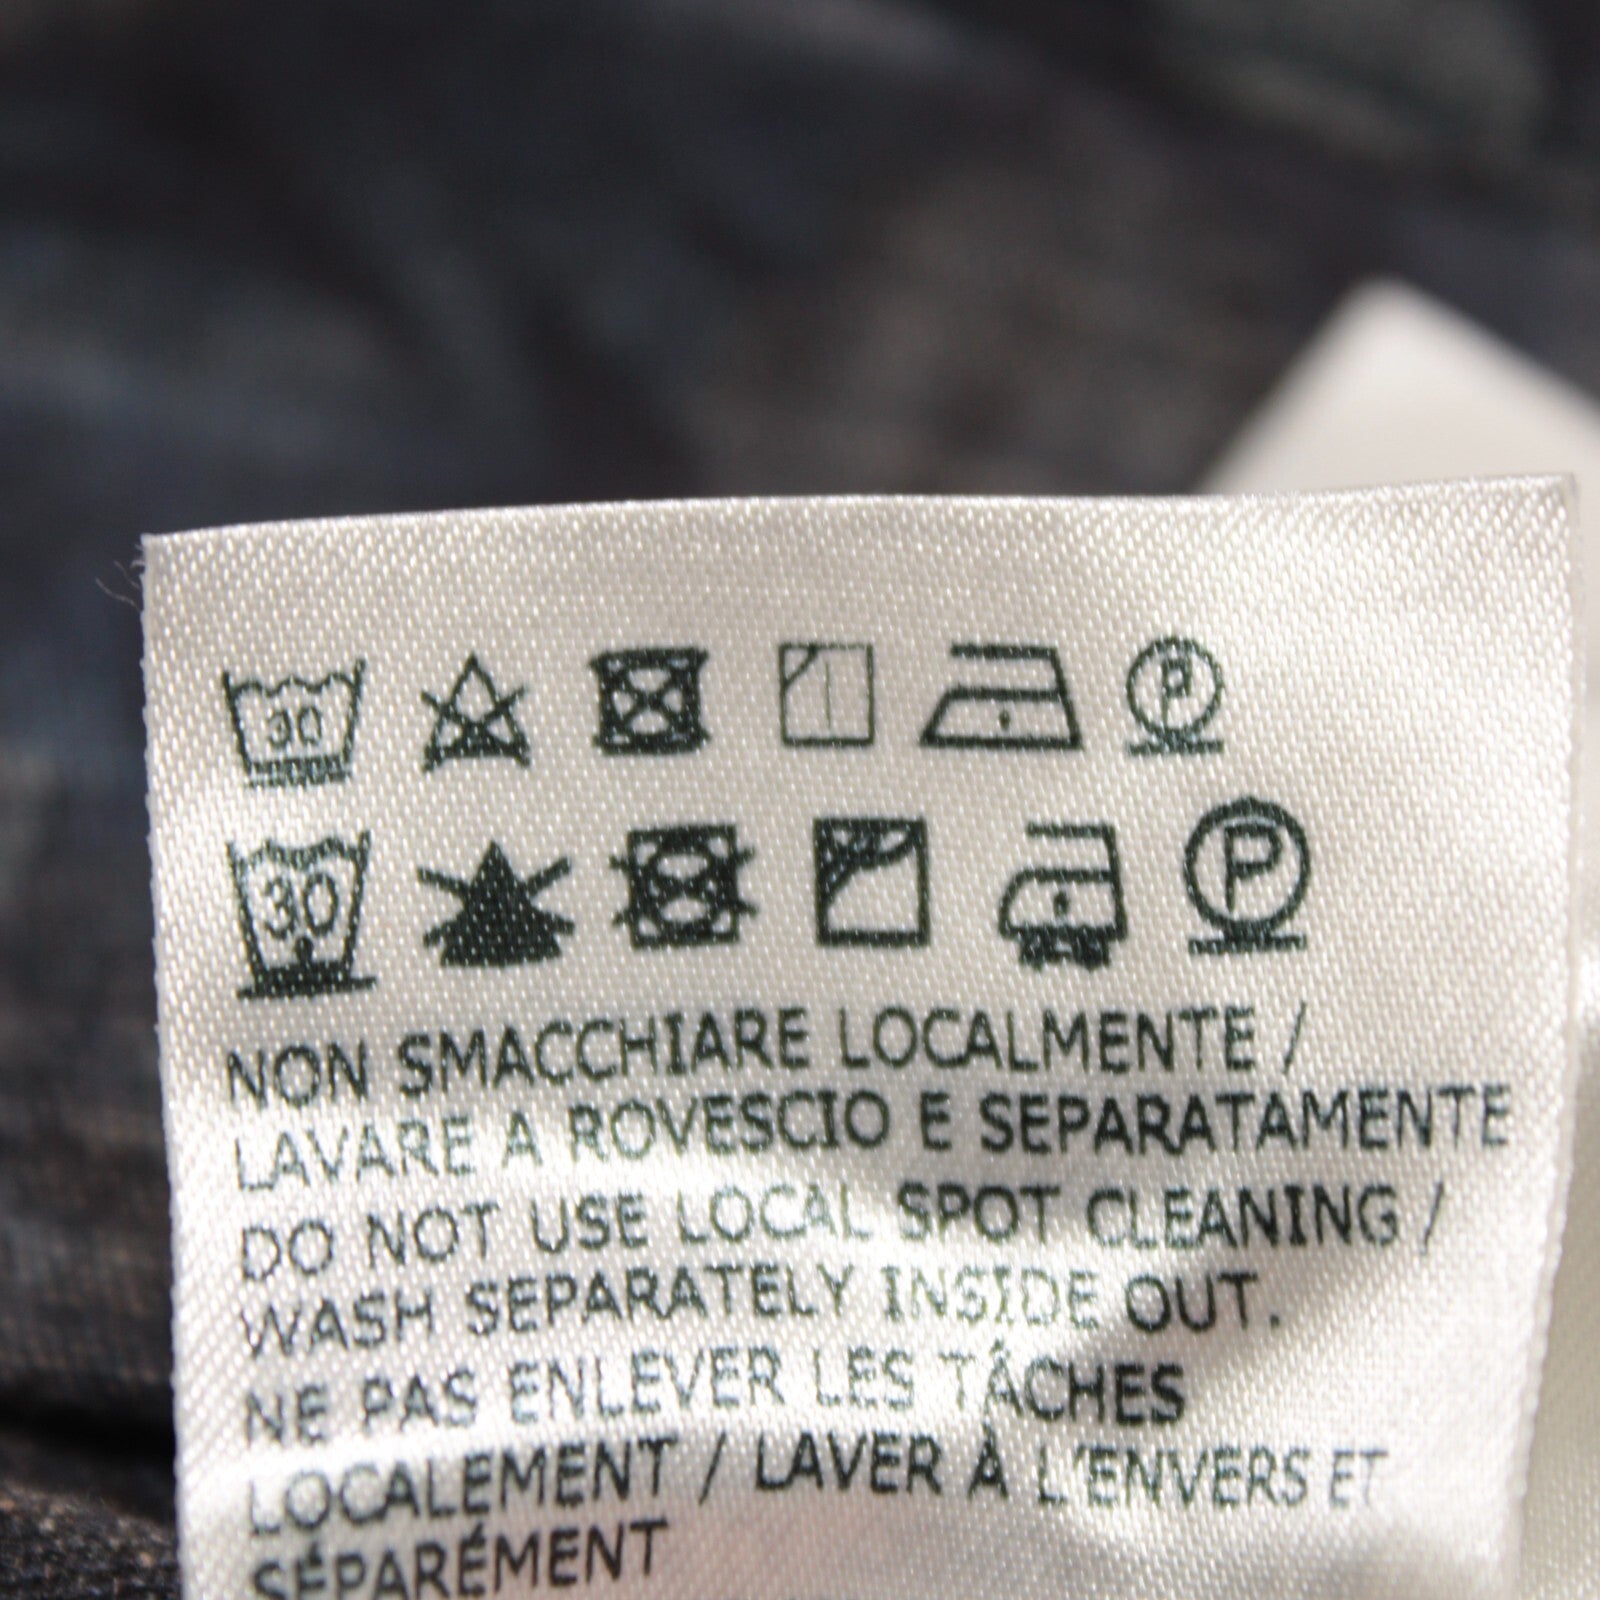 30 P
30 P
NON SMACCHIARE LOCALMENTE /
LAVARE A ROVESCIO E SEPARATAMENTE
DO NOT USE LOCAL SPOT CLEANING /
WASH SEPARATELY INSIDE OUT.
NE PAS ENLEVER LES TÂCHES
LOCALEMENT / LAVER À L'ENVERS ET
SÉPARÉMENT